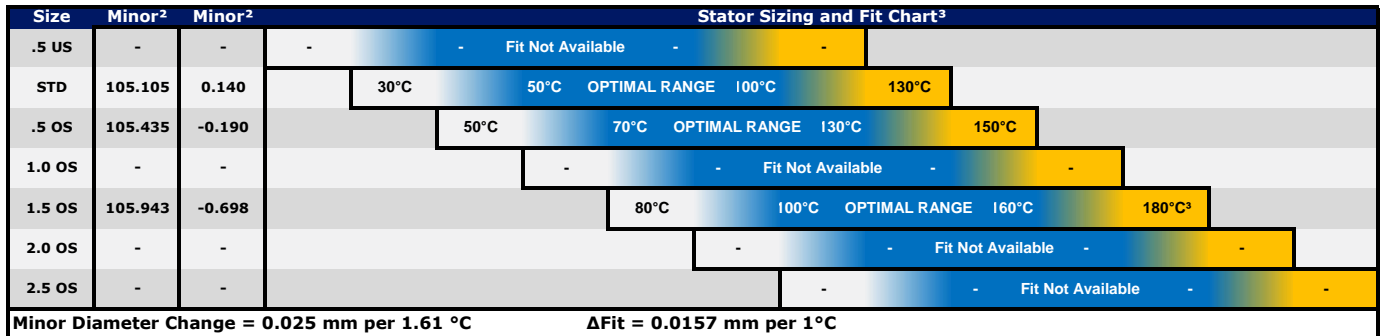 Size Minor² Minor² Stator Sizing and Fit Chart³
.5 US - - - - Fit Not Available - -
STD 105.105 0.140 30°C 50°C OPTIMAL RANGE 100°C 130°C
.5 OS 105.435 -0.190 50°C 70°C OPTIMAL RANGE 130°C 150°C
1.0 OS - - - - Fit Not Available - -
1.5 OS 105.943 -0.698 80°C 100°C OPTIMAL RANGE 160°C 180°C³
2.0 OS - - - - Fit Not Available - -
2.5 OS - - - - Fit Not Available - -
Minor Diameter Change = 0.025 mm per 1.61 °C ΔFit = 0.0157 mm per 1°C